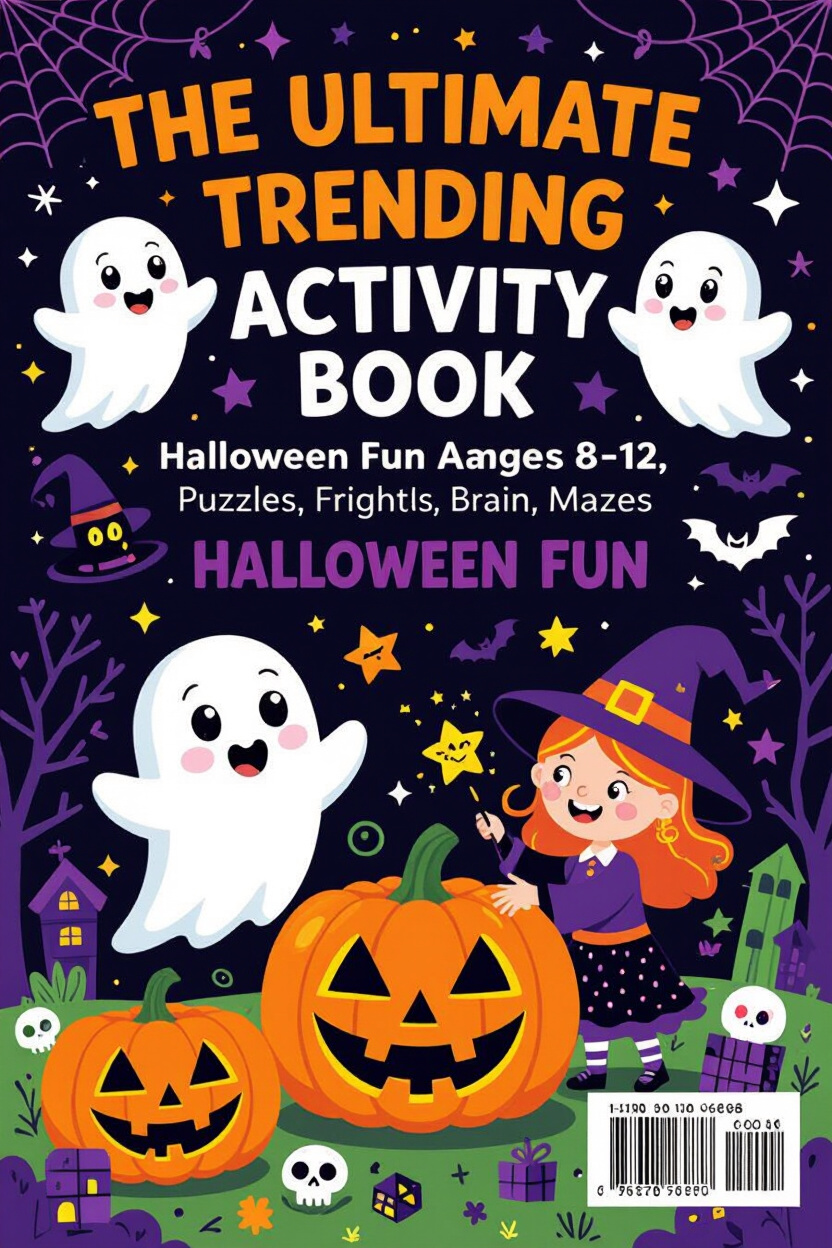 THE ULTIMATE
TRENDING
ACTIVITY
BOOK
Halloween Fun Aanges 8-12,
Puzzles, Frightls, Brain, Mazes
HALLOWEEN FUN